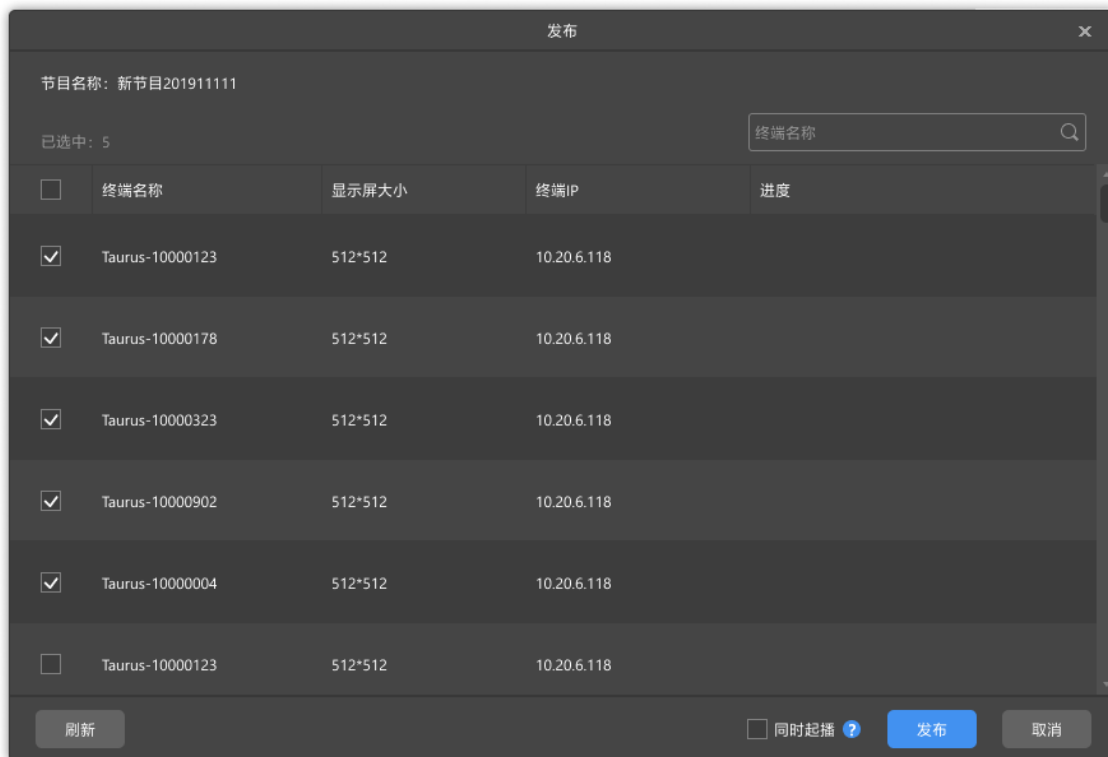 发布
节目名称：新节目201911111
已选中：5
终端名称
终端名称 显示屏大小 终端IP 进度
Taurus-10000123 512*512 10.20.6.118
Taurus-10000178 512*512 10.20.6.118
Taurus-10000323 512*512 10.20.6.118
Taurus-10000902 512*512 10.20.6.118
Taurus-10000004 512*512 10.20.6.118
Taurus-10000123 512*512 10.20.6.118
刷新 同时起播 ? 发布 取消